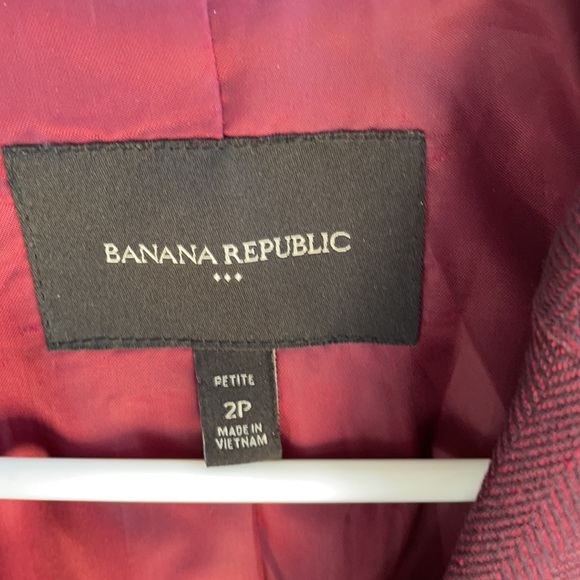 BANANA REPUBLIC
PETITE
2P
MADE IN
VIETNAM